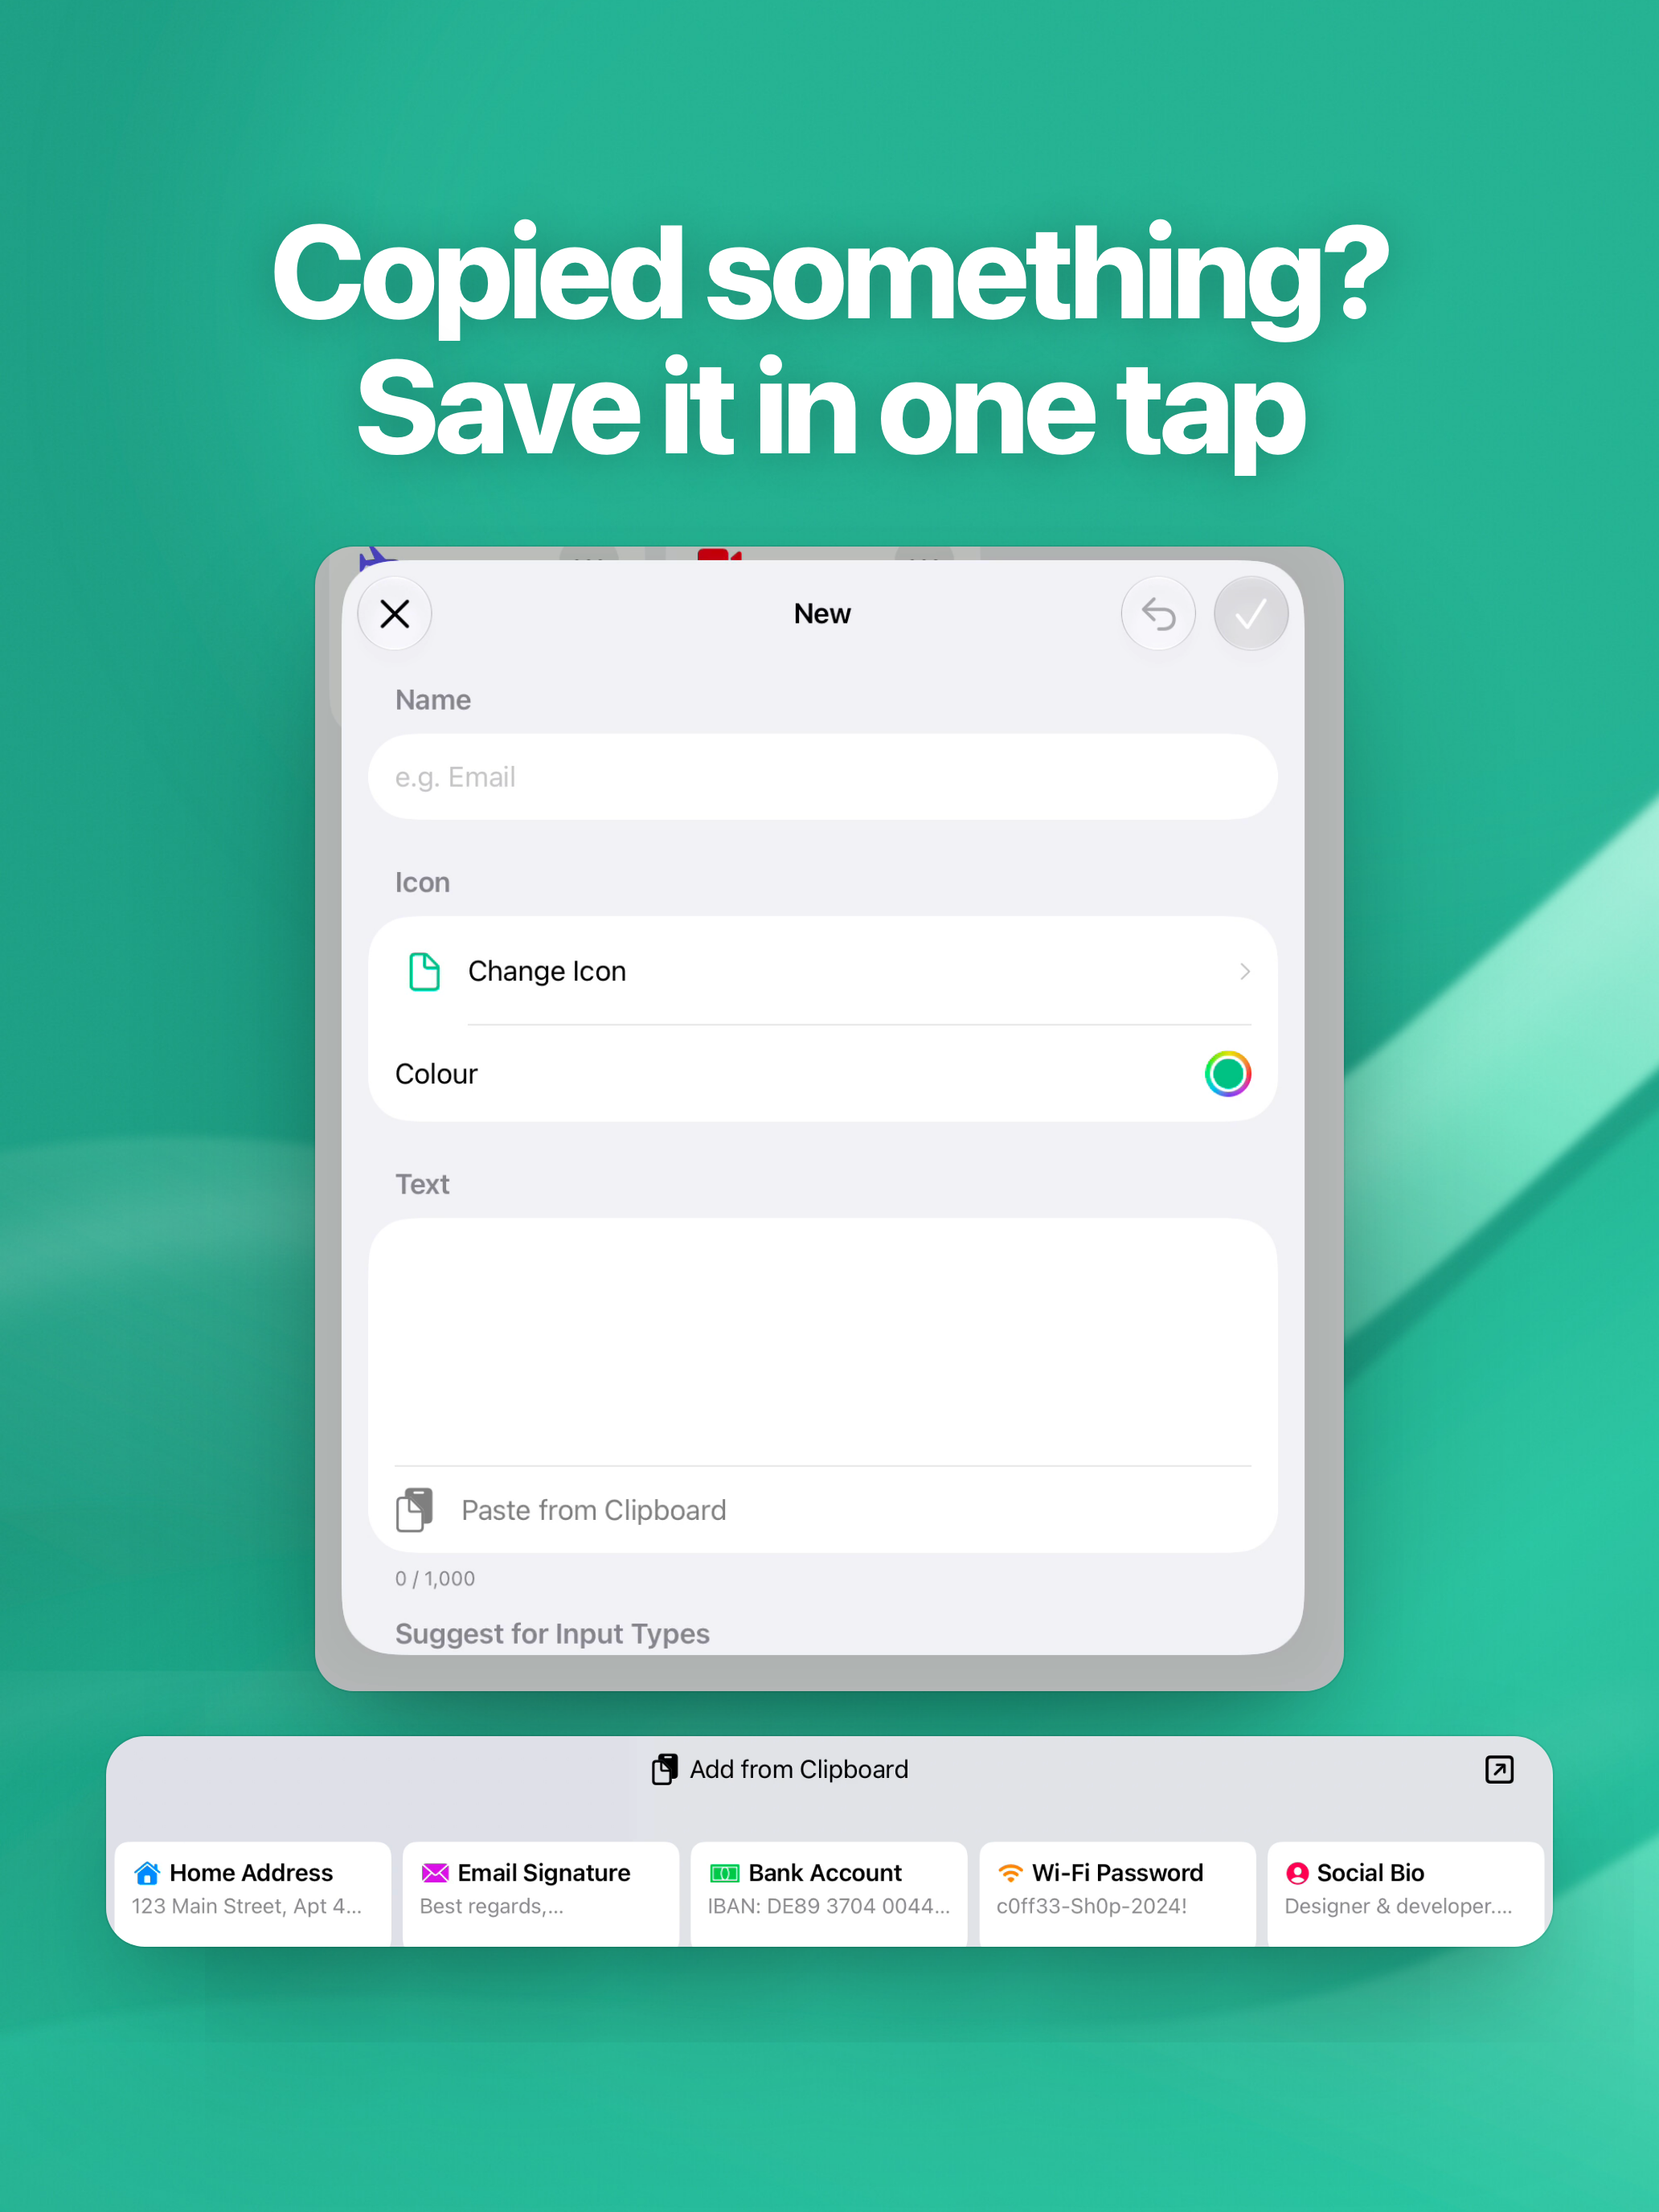 Copied something?
Save it in one tap
New
Name
e.g. Email
Icon
Change Icon
Colour
Text
Paste from Clipboard
0 / 1,000
Suggest for Input Types
Add from Clipboard
Home Address
123 Main Street, Apt 4...
Email Signature
Best regards,...
Bank Account
IBAN: DE89 3704 0044...
Wi-Fi Password
c0ff33-Sh0p-2024!
Social Bio
Designer & developer....